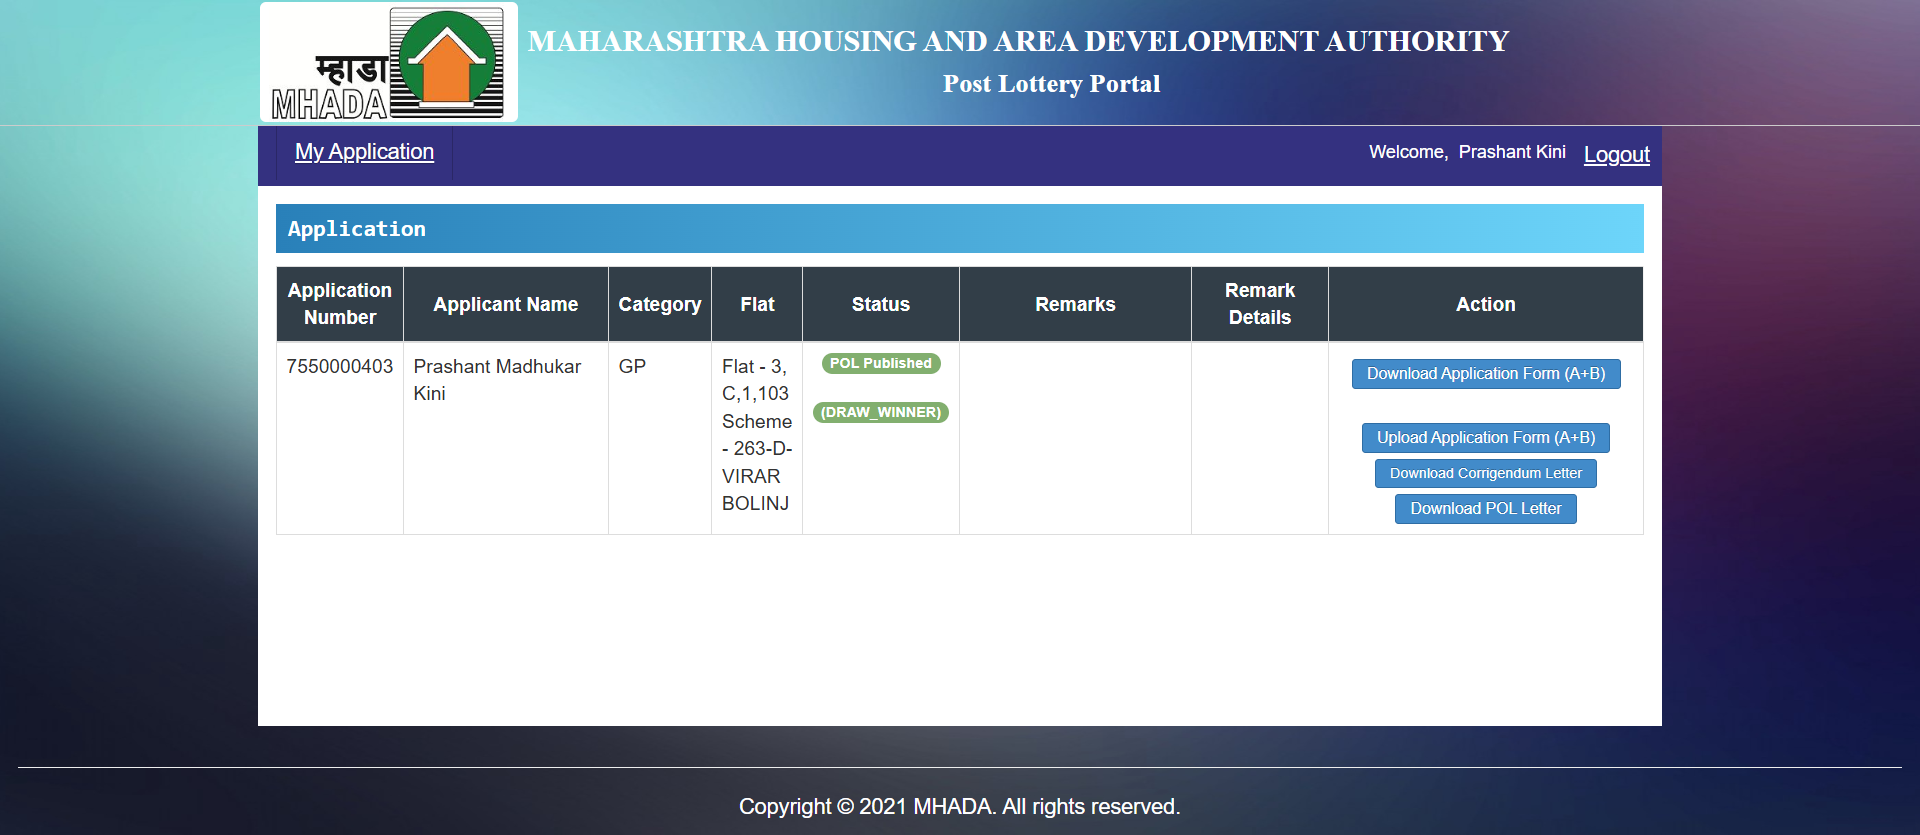 म्हाडा
MHADA
MAHARASHTRA HOUSING AND AREA DEVELOPMENT AUTHORITY
Post Lottery Portal
My Application
Welcome, Prashant Kini Logout
Application
Application Number Applicant Name Category Flat Status Remarks Remark Details Action
7550000403
Prashant Madhukar
Kini
GP
Flat - 3,
C,1,103
Scheme
- 263-D-
VIRAR
BOLINJ
POL Published
(DRAW_WINNER)
Download Application Form (A+B)
Upload Application Form (A+B)
Download Corrigendum Letter
Download POL Letter
Copyright © 2021 MHADA. All rights reserved.